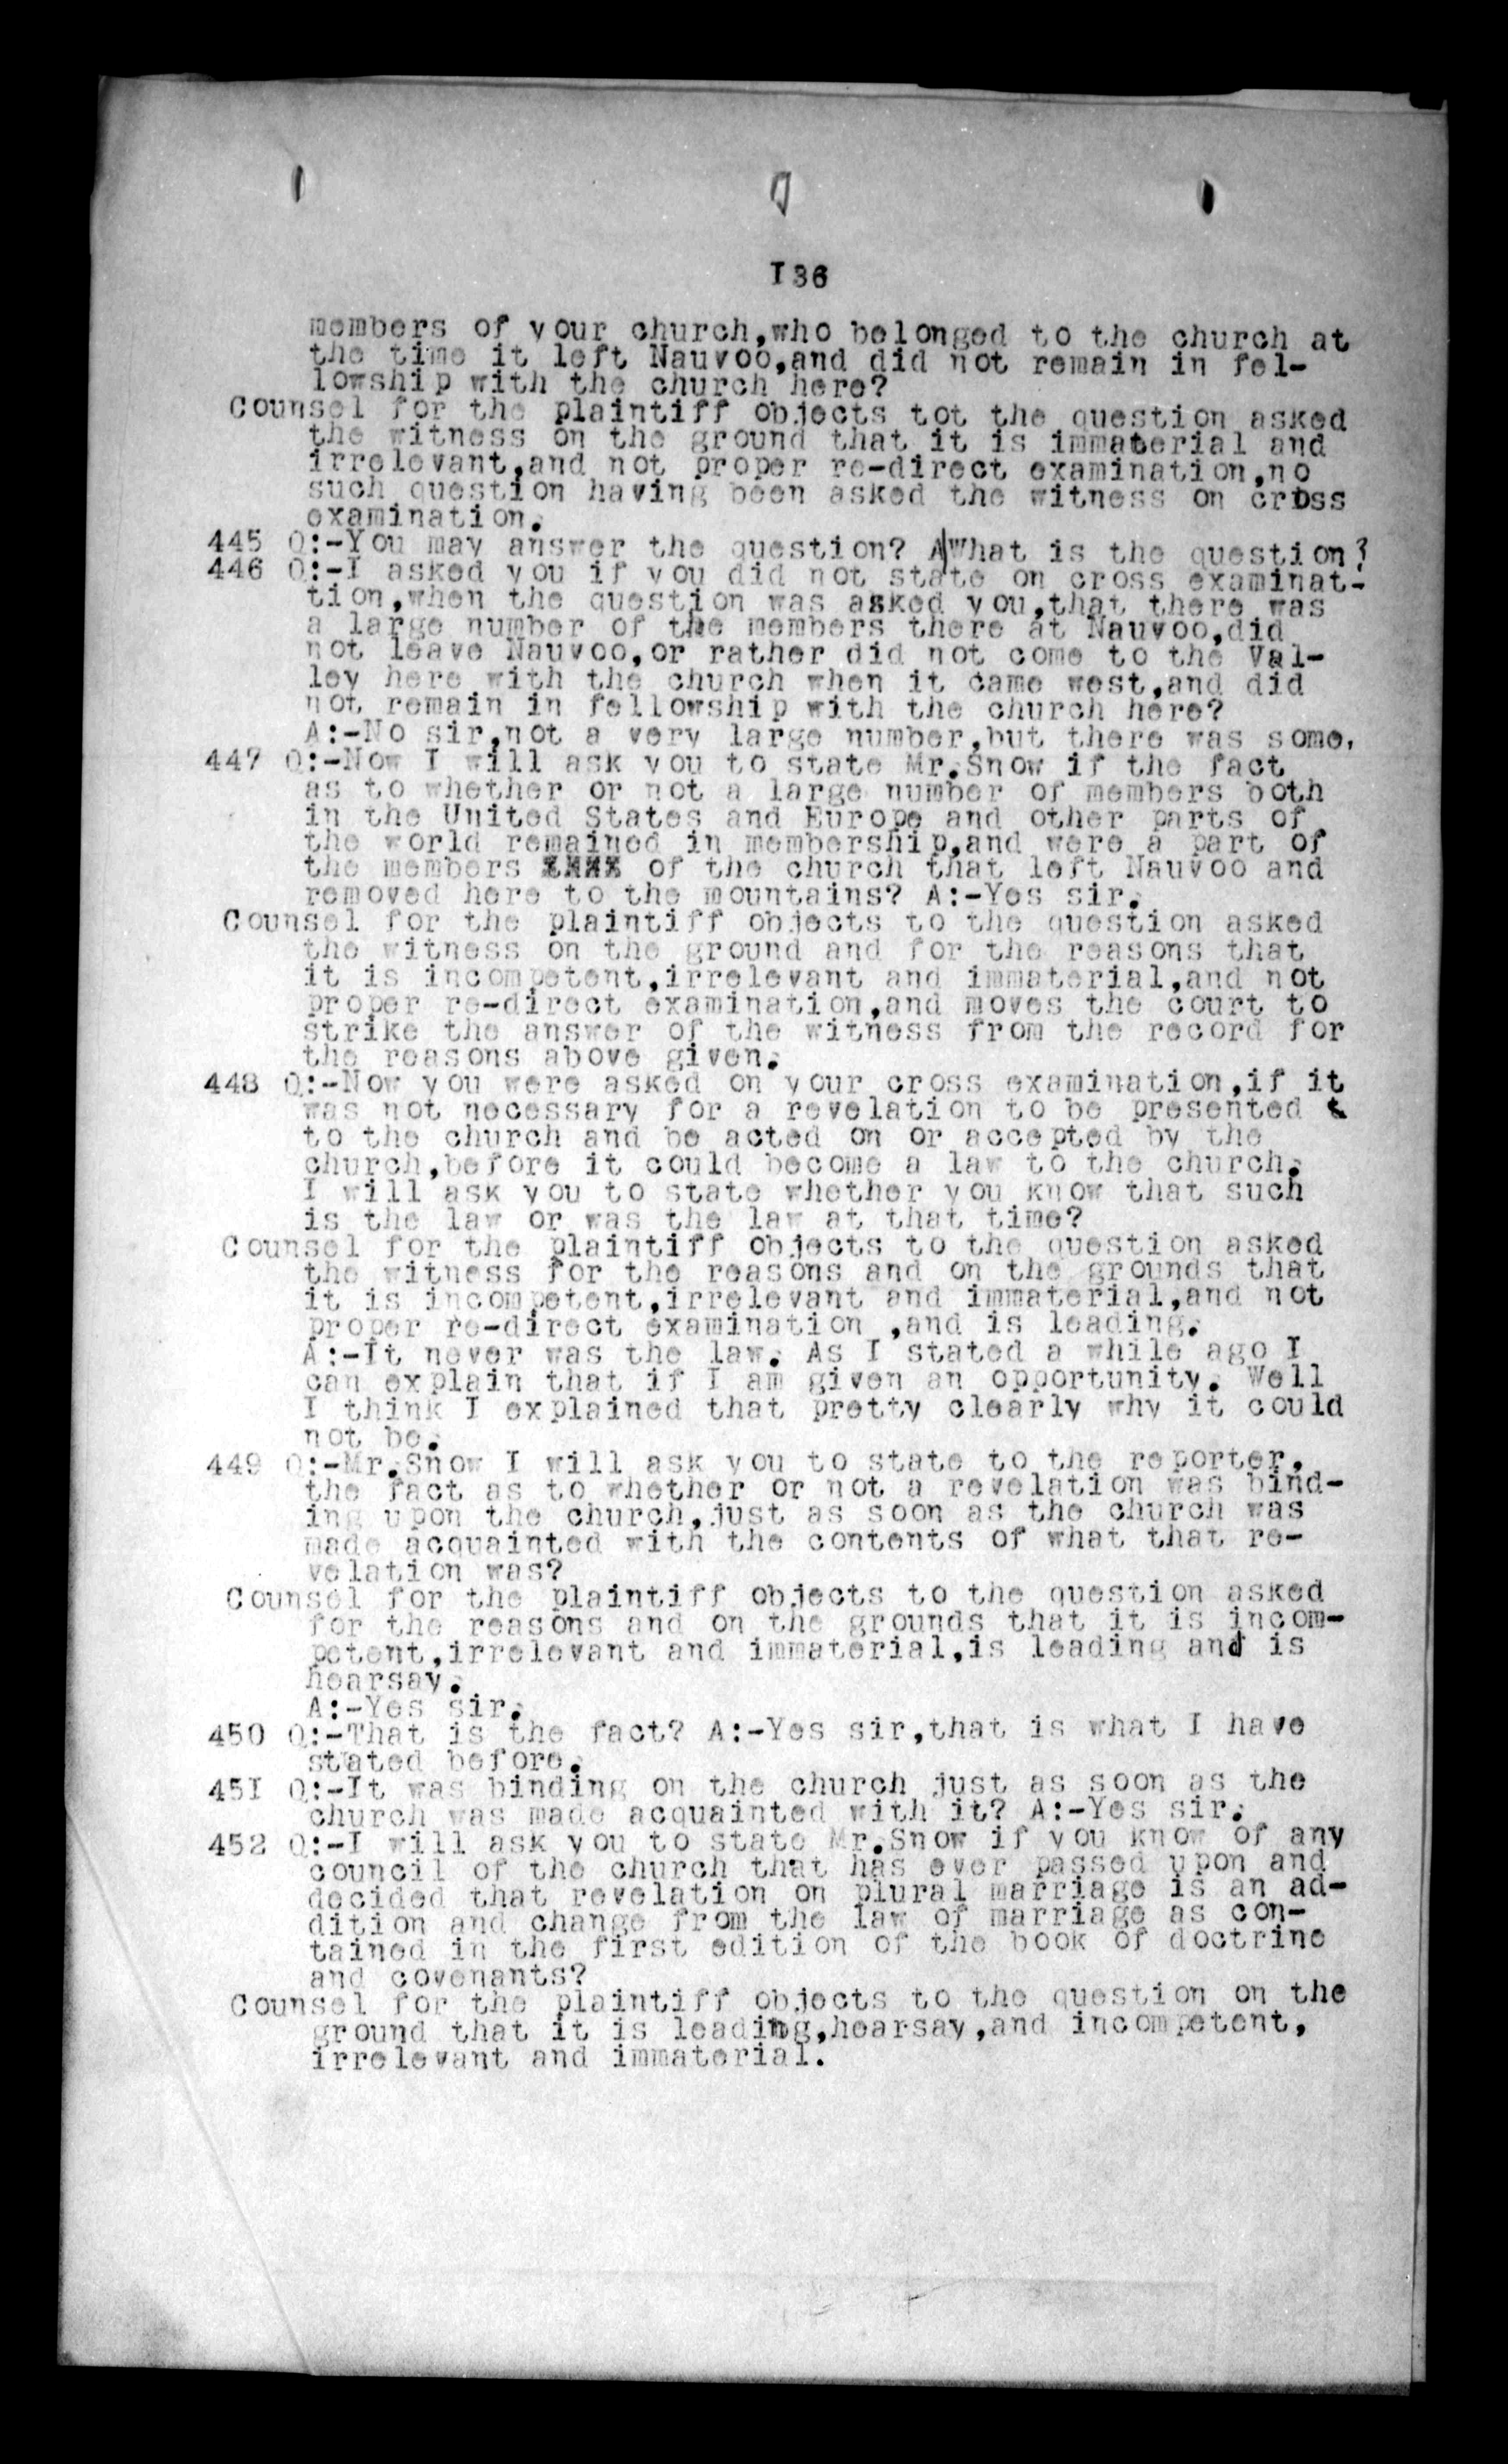 I36
members of your church,who belonged to the church at
the time it left Nauvoo,and did not remain in fel-
lowship with the church here?
Counsel for the plaintiff objects tot the question asked
the witness on the ground that it is immaterial and
irrelevant,and not proper re-direct examination,no
such question having been asked the witness on cross
examination.
445 Q:-You may answer the question? A|What is the question?
446 Q:-I asked you if you did not state on cross examinat-
tion,when the question was asked you,that there was
a large number of the members there at Nauvoo,did
not leave Nauvoo,or rather did not come to the Val-
ley here with the church when it came west,and did
not remain in fellowship with the church here?
A:-No sir,not a very large number,but there was some.
447 Q:-Now I will ask you to state Mr.Snow if the fact
as to whether or not a large number of members both
in the United States and Europe and other parts of
the world remained in membership,and were a part of
the members XXXX of the church that left Nauvoo and
removed here to the mountains? A:-Yes sir.
Counsel for the plaintiff objects to the question asked
the witness on the ground and for the reasons that
it is incompetent,irrelevant and immaterial,and not
proper re-direct examination,and moves the court to
strike the answer of the witness from the record for
the reasons above given.
448 Q:-Now you were asked on your cross examination,if it
was not necessary for a revelation to be presented t
to the church and be acted on or accepted by the
church,before it could become a law to the church.
I will ask you to state whether you know that such
is the law or was the law at that time?
Counsel for the plaintiff objects to the question asked
the witness for the reasons and on the grounds that
it is incompetent,irrelevant and immaterial,and not
proper re-direct examination ,and is leading.
A:-It never was the law. As I stated a while ago I
can explain that if I am given an opportunity. Well
I think I explained that pretty clearly why it could
not be.
449 Q:-Mr.Snow I will ask you to state to the reporter,
the fact as to whether or not a revelation was bind-
ing upon the church,just as soon as the church was
made acquainted with the contents of what that re-
velation was?
Counsel for the plaintiff objects to the question asked
for the reasons and on the grounds that it is incom-
petent,irrelevant and immaterial,is leading and is
hearsay.
A:-Yes sir.
450 Q:-That is the fact? A:-Yes sir,that is what I have
stated before.
45I Q:-It was binding on the church just as soon as the
church was made acquainted with it? A:-Yes sir.
452 Q:-I will ask you to state Mr.Snow if you know of any
council of the church that has ever passed upon and
decided that revelation on plural marriage is an ad-
dition and change from the law of marriage as con-
tained in the first edition of the book of doctrine
and covenants?
Counsel for the plaintiff objects to the question on the
ground that it is leading,hearsay,and incompetent,
irrelevant and immaterial.